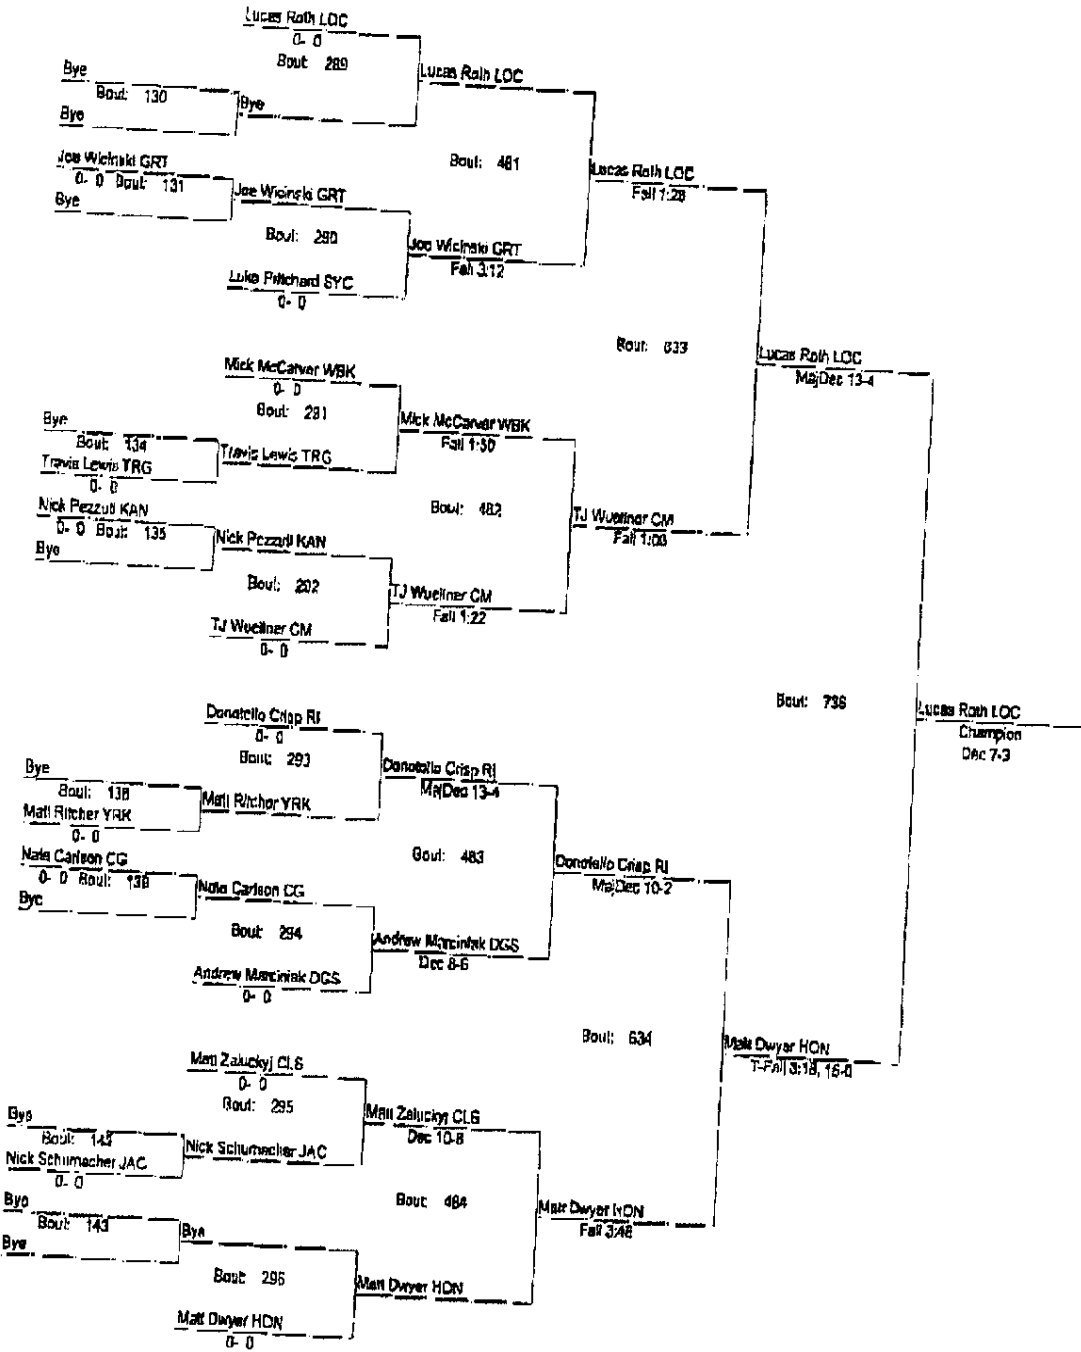 Lucas Roth LOC
0- 0
Bout: 289
Lucas Roth LOC
Bye
Bout: 130
Bye
Bye
Bout: 481
Joe Wicinski GRT
0- 0 Bout: 131
Lucas Roth LOC
Fall 1:28
Joe Wicinski GRT
Bye
Bout: 290
Joe Wicinski GRT
Fall 3:12
Luke Pritchard SYC
0- 0
Bout: 633
Lucas Roth LOC
MajDec 13-4
Mick McCarver WBK
0- 0
Bout: 291
Mick McCarver WBK
Fall 1:50
Bye
Bout: 134
Travis Lewis TRG
Travis Lewis TRG
0- 0
Bout: 482
Nick Pezzuti KAN
0- 0 Bout: 135
TJ Wuellner CM
Fall 1:00
Nick Pezzuti KAN
Bye
Bout: 292
TJ Wuellner CM
Fall 1:22
TJ Wuellner CM
0- 0
Bout: 736
Lucas Roth LOC
Champion
Dec 7-3
Donatello Crisp RI
0- 0
Bout: 293
Donatello Crisp RI
MajDec 13-4
Bye
Bout: 138
Matt Ritcher YRK
Matt Ritcher YRK
0- 0
Bout: 483
Nate Carlson CG
0- 0 Bout: 139
Donatello Crisp RI
MajDec 10-2
Nate Carlson CG
Bye
Bout: 294
Andrew Marciniak DGS
Dec 8-6
Andrew Marciniak DGS
0- 0
Bout: 634
Matt Dwyer HON
T-Fall 3:18, 16-0
Matt Zaluckyj CLS
0- 0
Bout: 295
Matt Zaluckyj CLS
Dec 10-8
Bye
Bout: 142
Nick Schumacher JAC
Nick Schumacher JAC
0- 0
Bout: 484
Bye
Bout: 143
Matt Dwyer HON
Fall 3:48
Bye
Bye
Bout: 296
Matt Dwyer HON
Matt Dwyer HON
0- 0